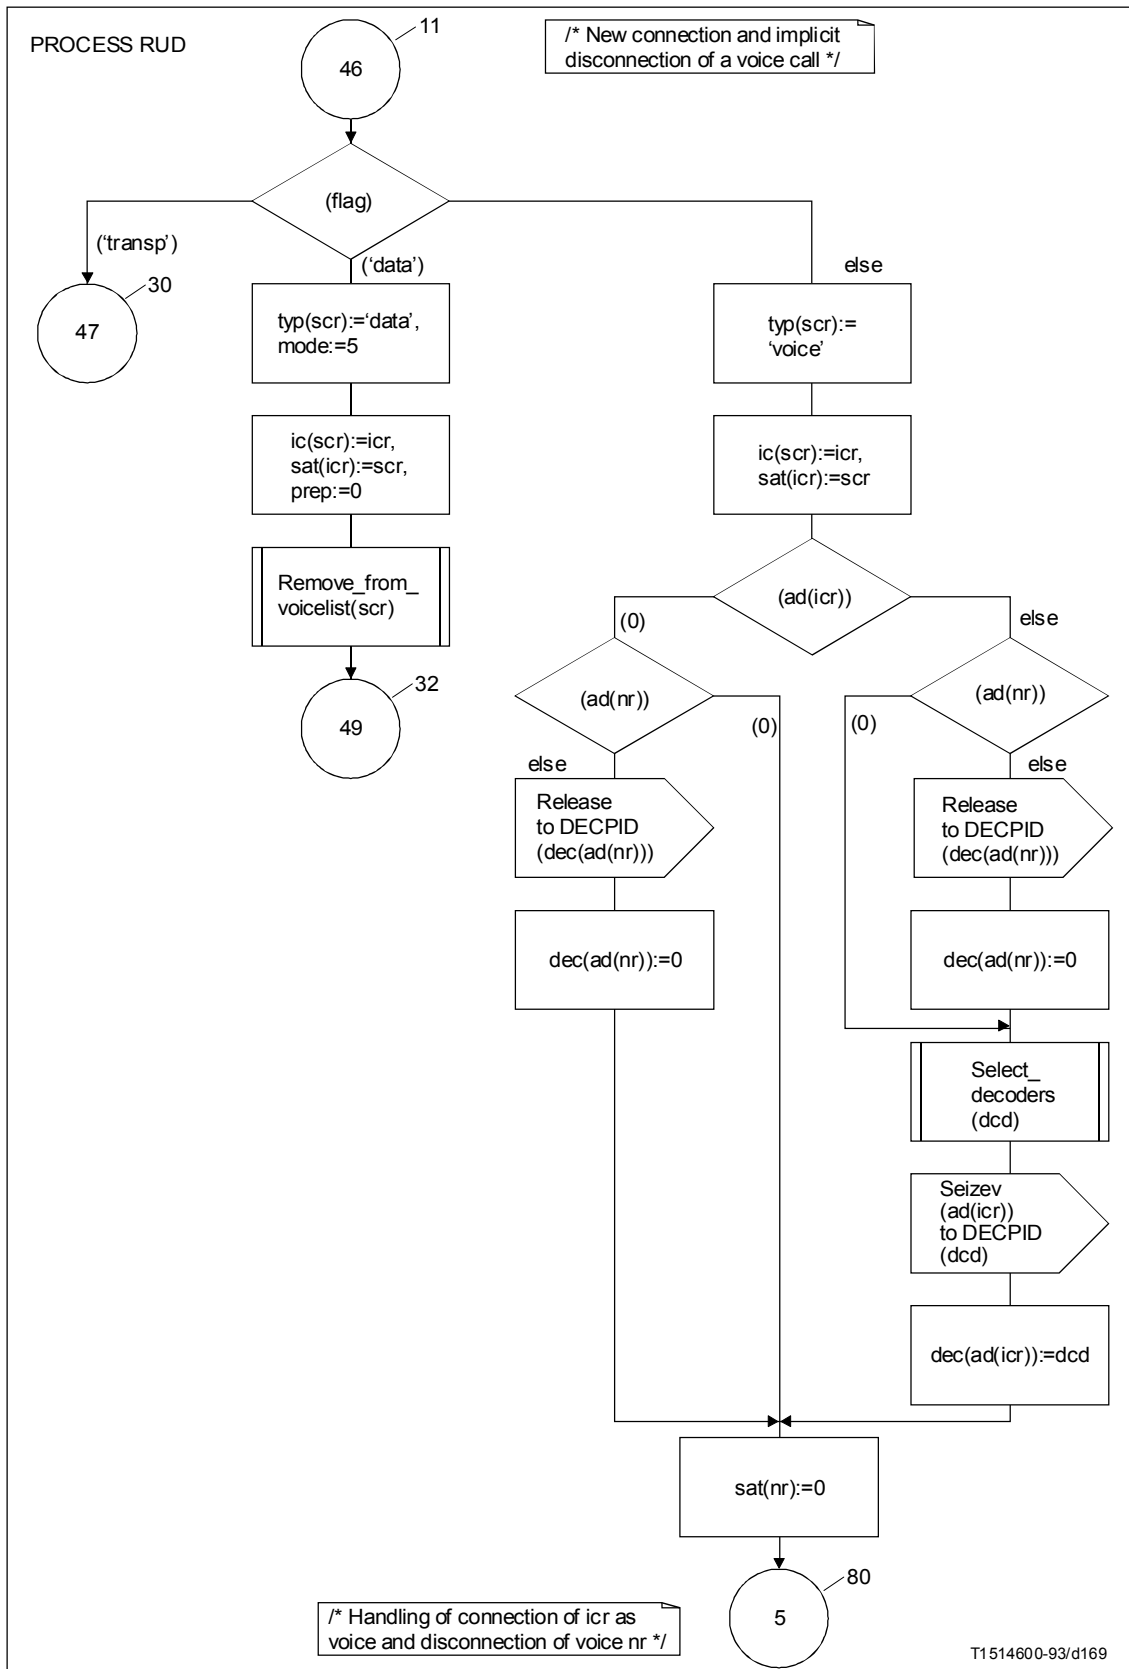 PROCESS RUD
11
46
/* New connection and implicit
disconnection of a voice call */
(flag)
(‘transp’)
(‘data’)
else
30
47
typ(scr):=‘data’,
mode:=5
typ(scr):=
‘voice’
ic(scr):=icr,
sat(icr):=scr,
prep:=0
ic(scr):=icr,
sat(icr):=scr
Remove_from_
voicelist(scr)
(ad(icr))
(0)
else
32
49
(ad(nr))
(0)
else
(ad(nr))
(0)
else
Release
to DECPID
(dec(ad(nr)))
Release
to DECPID
(dec(ad(nr)))
dec(ad(nr)):=0
dec(ad(nr)):=0
Select_
decoders
(dcd)
Seizev
(ad(icr))
to DECPID
(dcd)
dec(ad(icr)):=dcd
sat(nr):=0
80
5
/* Handling of connection of icr as
voice and disconnection of voice nr */
T1514600-93/d169